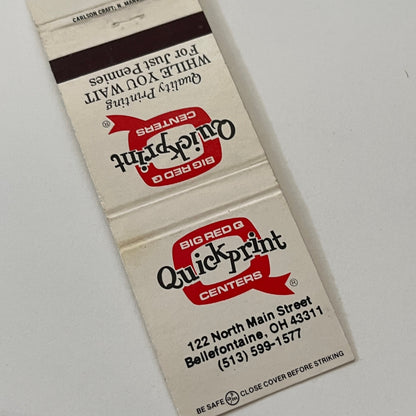 CARLSON CRAFT, N. MAN
Quality Printing
WHILE YOU WAIT
For Just Pennies
BIG RED Q
Quickprint
CENTERS
®
BIG RED Q
Quickprint
CENTERS
®
122 North Main Street
Bellefontaine, OH 43311
(513) 599-1577
BE SAFE CLOSE COVER BEFORE STRIKING